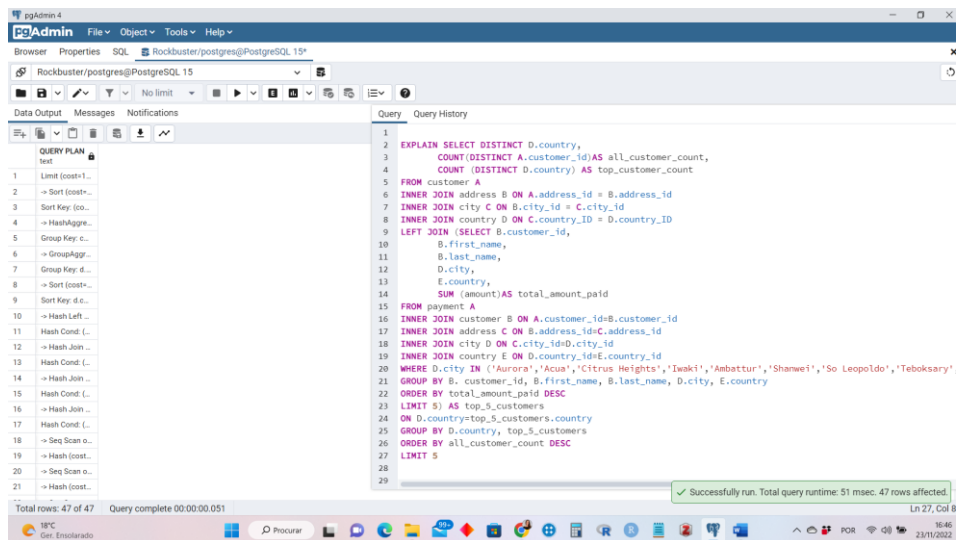 pgAdmin 4
pgAdmin File Object Tools Help
Browser Properties SQL Rockbuster/postgres@PostgreSQL 15*
Rockbuster/postgres@PostgreSQL 15
No limit
Data Output Messages Notifications
QUERY PLAN
text
1 Limit (cost=1...
2 -> Sort (cost=...
3 Sort Key: (co...
4 -> HashAggre...
5 Group Key: c...
6 -> GroupAggr...
7 Group Key: d....
8 -> Sort (cost=...
9 Sort Key: d.c...
10 -> Hash Left ...
11 Hash Cond: (...
12 -> Hash Join ...
13 Hash Cond: (...
14 -> Hash Join ...
15 Hash Cond: (...
16 -> Hash Join ...
17 Hash Cond: (...
18 -> Seq Scan o...
19 -> Hash (cost...
20 -> Seq Scan o...
21 -> Hash (cost...
Query Query History
1
2 EXPLAIN SELECT DISTINCT D.country,
3 COUNT(DISTINCT A.customer_id)AS all_customer_count,
4 COUNT (DISTINCT D.country) AS top_customer_count
5 FROM customer A
6 INNER JOIN address B ON A.address_id = B.address_id
7 INNER JOIN city C ON B.city_id = C.city_id
8 INNER JOIN country D ON C.country_ID = D.country_ID
9 LEFT JOIN (SELECT B.customer_id,
10 B.first_name,
11 B.last_name,
12 D.city,
13 E.country,
14 SUM (amount)AS total_amount_paid
15 FROM payment A
16 INNER JOIN customer B ON A.customer_id=B.customer_id
17 INNER JOIN address C ON B.address_id=C.address_id
18 INNER JOIN city D ON C.city_id=D.city_id
19 INNER JOIN country E ON D.country_id=E.country_id
20 WHERE D.city IN ('Aurora','Acua','Citrus Heights','Iwaki','Ambattur','Shanwei','So Leopoldo','Teboksary',
21 GROUP BY B. customer_id, B.first_name, B.last_name, D.city, E.country
22 ORDER BY total_amount_paid DESC
23 LIMIT 5) AS top_5_customers
24 ON D.country=top_5_customers.country
25 GROUP BY D.country, top_5_customers
26 ORDER BY all_customer_count DESC
27 LIMIT 5
28
29
Successfully run. Total query runtime: 51 msec. 47 rows affected.
Total rows: 47 of 47 Query complete 00:00:00.051 Ln 27, Col 8
18°C
Ger. Ensolarado
Procurar
99+
POR
16:46
23/11/2022